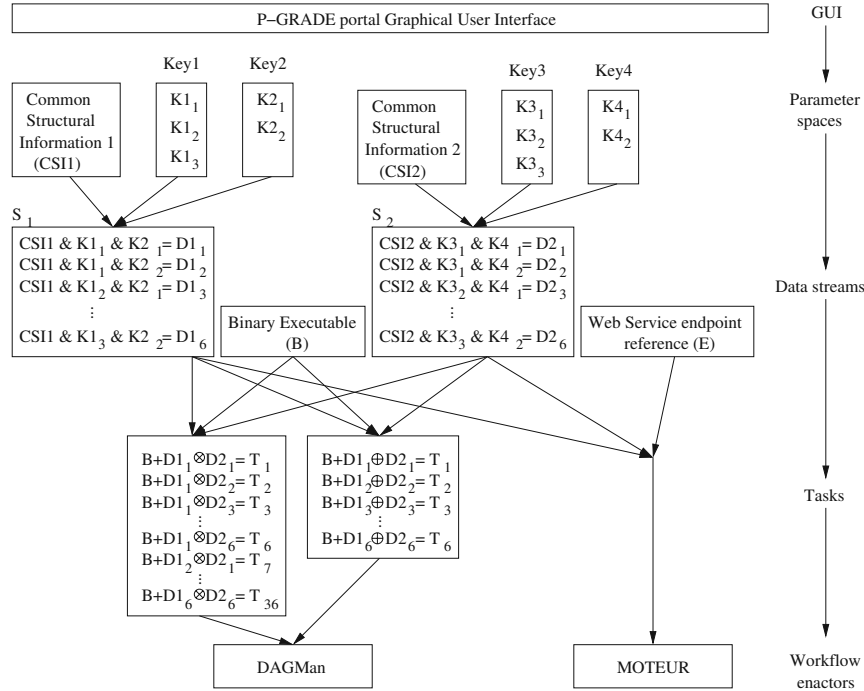 P−GRADE portal Graphical User Interface
GUI
Key1
Key2
Key3
Key4
Common
Structural
Information 1
(CSI1)
K1₁
K1₂
K1₃
K2₁
K2₂
Common
Structural
Information 2
(CSI2)
K3₁
K3₂
K3₃
K4₁
K4₂
Parameter
spaces
S₁
CSI1 & K1₁ & K2₁= D1₁
CSI1 & K1₁ & K2₂= D1₂
CSI1 & K1₂ & K2₁= D1₃
...
CSI1 & K1₃ & K2₂= D1₆
Binary Executable
(B)
S₂
CSI2 & K3₁ & K4₁= D2₁
CSI2 & K3₁ & K4₂= D2₂
CSI2 & K3₂ & K4₁= D2₃
...
CSI2 & K3₃ & K4₂= D2₆
Web Service endpoint
reference (E)
Data streams
B+D1₁⊗D2₁= T₁
B+D1₁⊗D2₂= T₂
B+D1₁⊗D2₃= T₃
...
B+D1₁⊗D2₆= T₆
B+D1₂⊗D2₁= T₇
...
B+D1₆⊗D2₆= T₃₆
B+D1₁⊕D2₁= T₁
B+D1₂⊕D2₂= T₂
B+D1₃⊕D2₃= T₃
...
B+D1₆⊕D2₆= T₆
Tasks
DAGMan
MOTEUR
Workflow
enactors